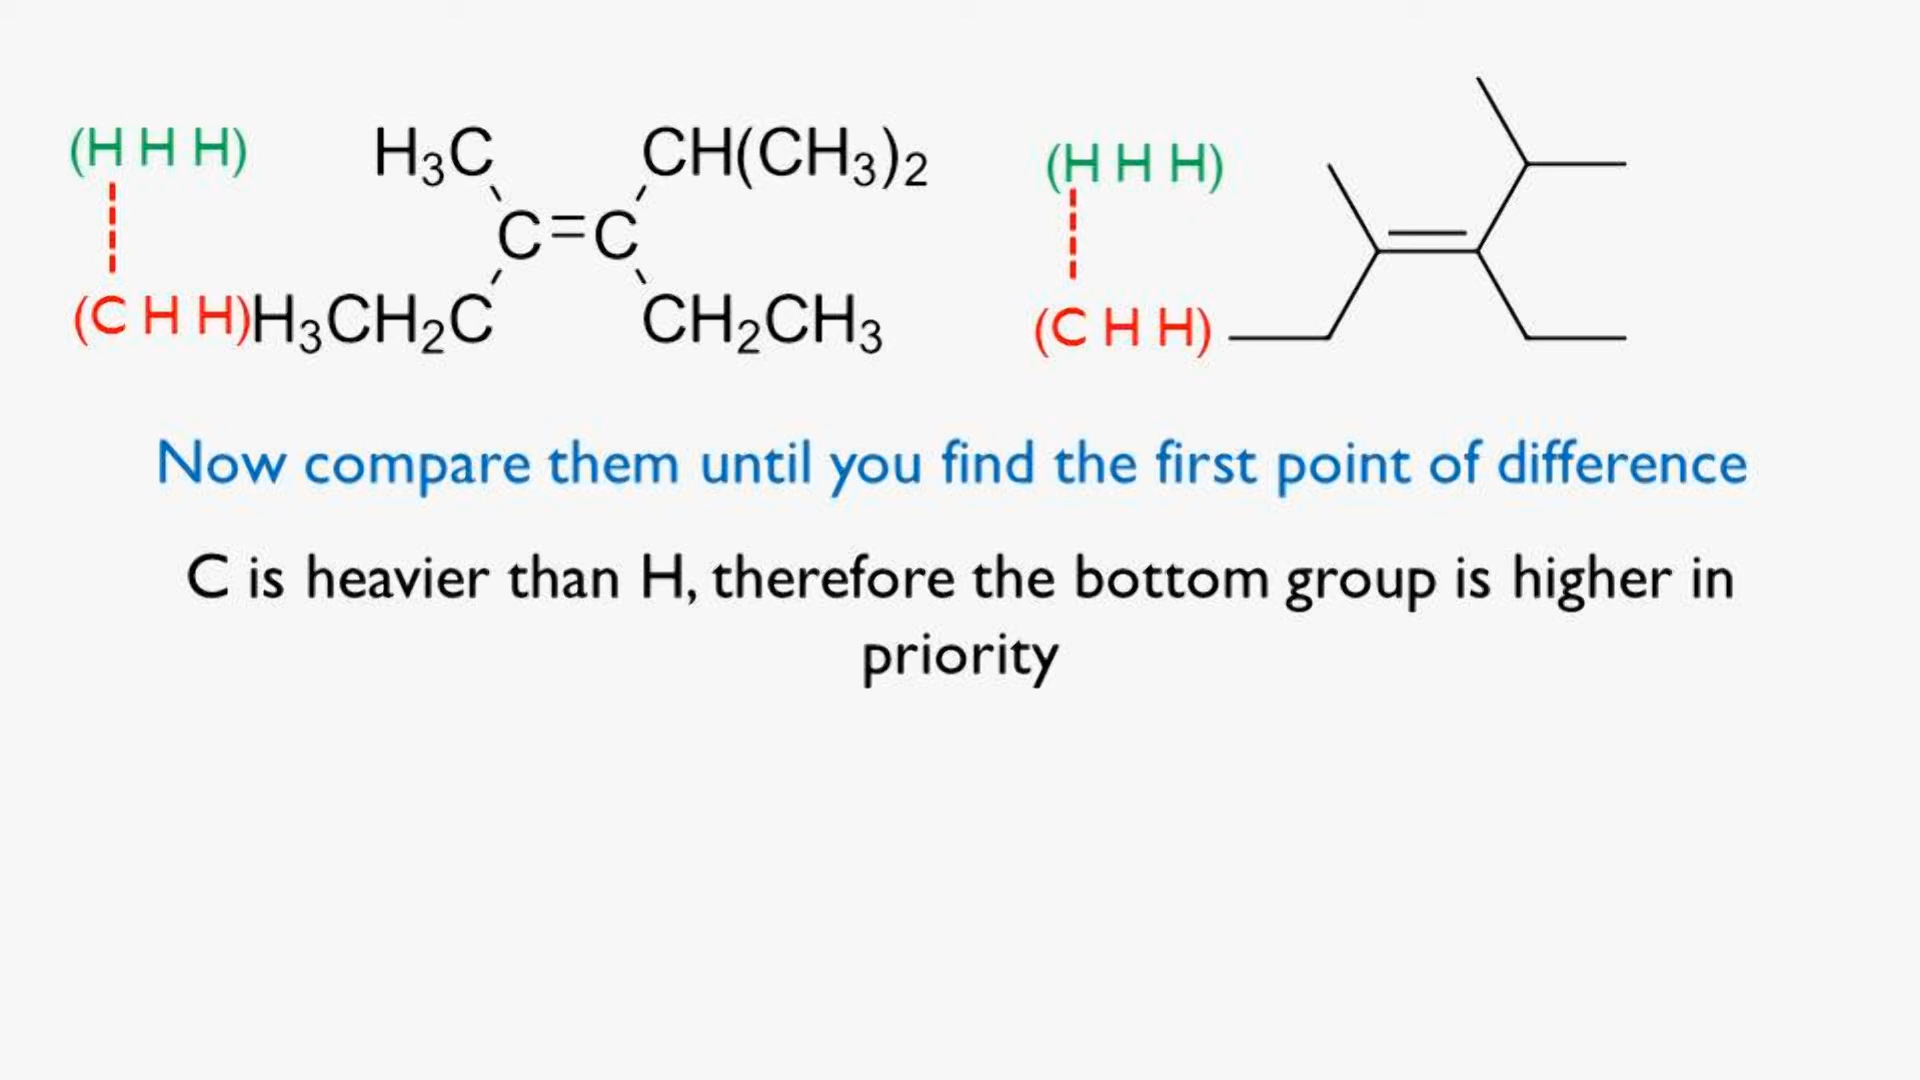 (H H H) H₃C CH(CH₃)₂ (H H H)
C=C
(C H H)H₃CH₂C CH₂CH₃ (C H H)
Now compare them until you find the first point of difference
C is heavier than H, therefore the bottom group is higher in
priority